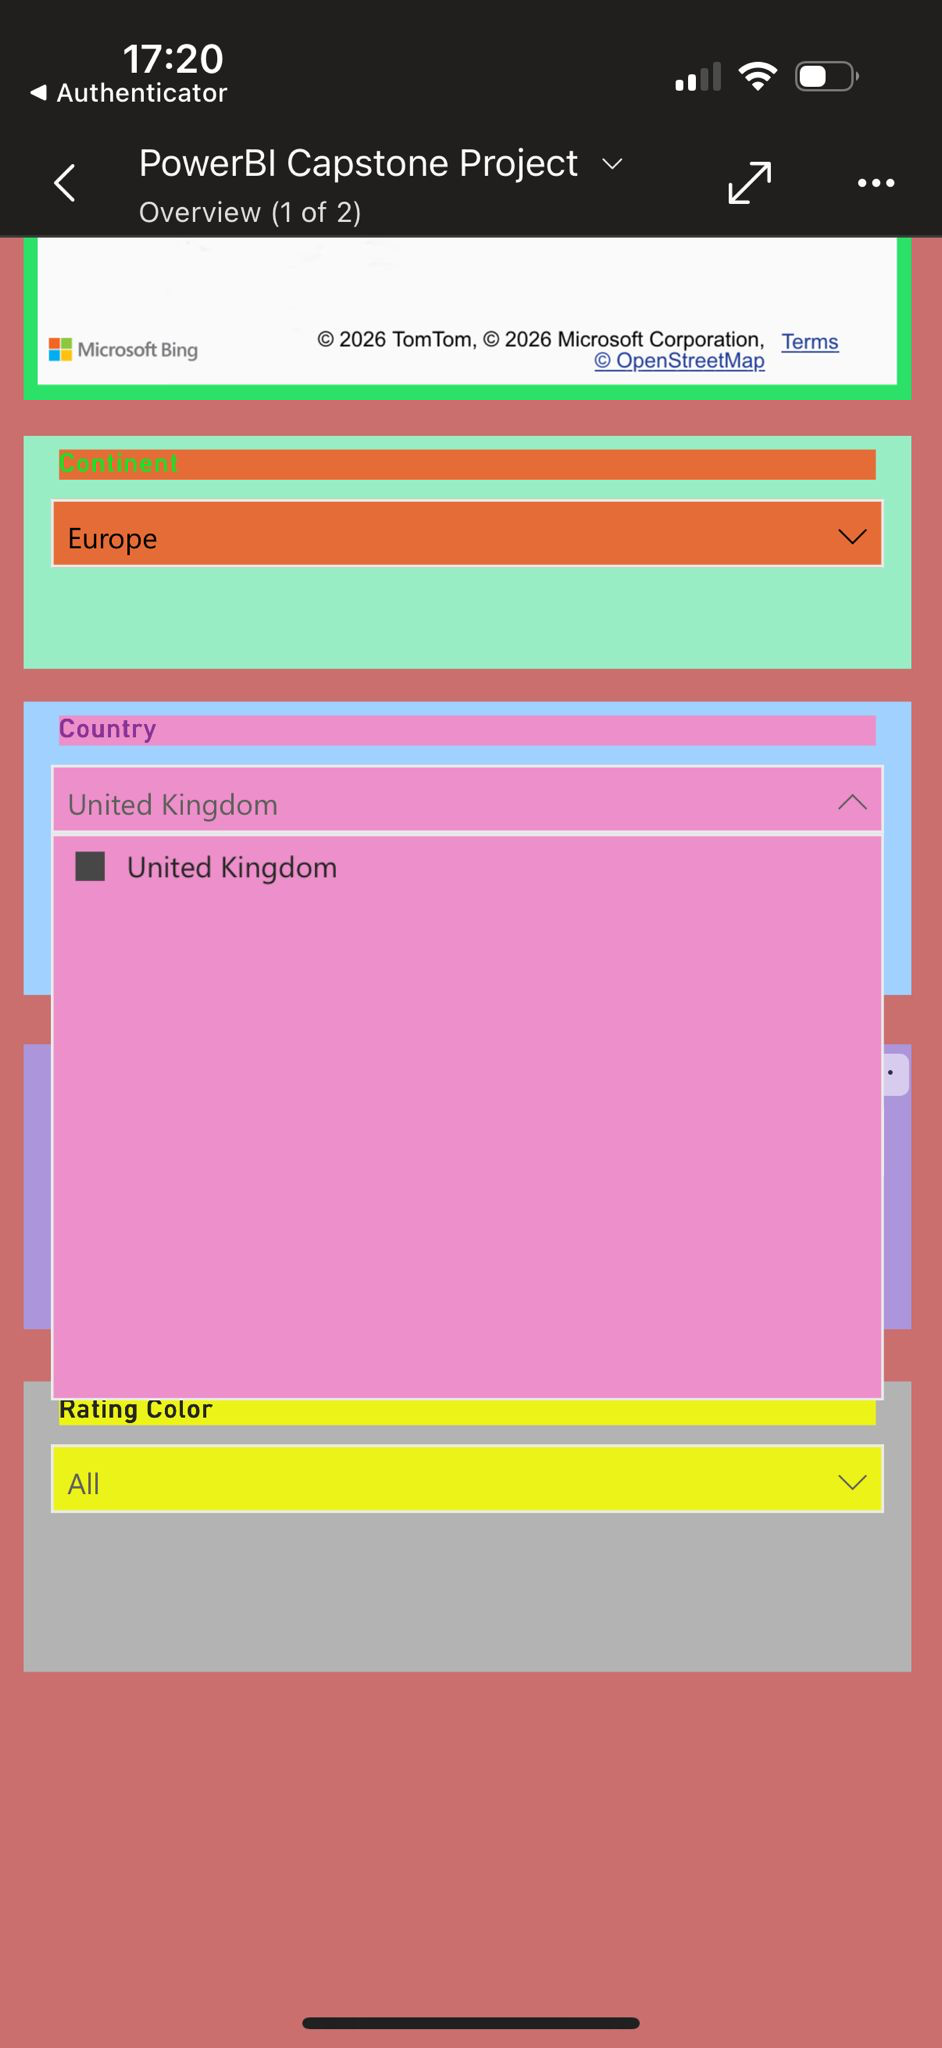 17:20
Authenticator
PowerBI Capstone Project
Overview (1 of 2)
Microsoft Bing
© 2026 TomTom, © 2026 Microsoft Corporation, Terms
© OpenStreetMap
Continent
Europe
Country
United Kingdom
United Kingdom
Rating Color
All